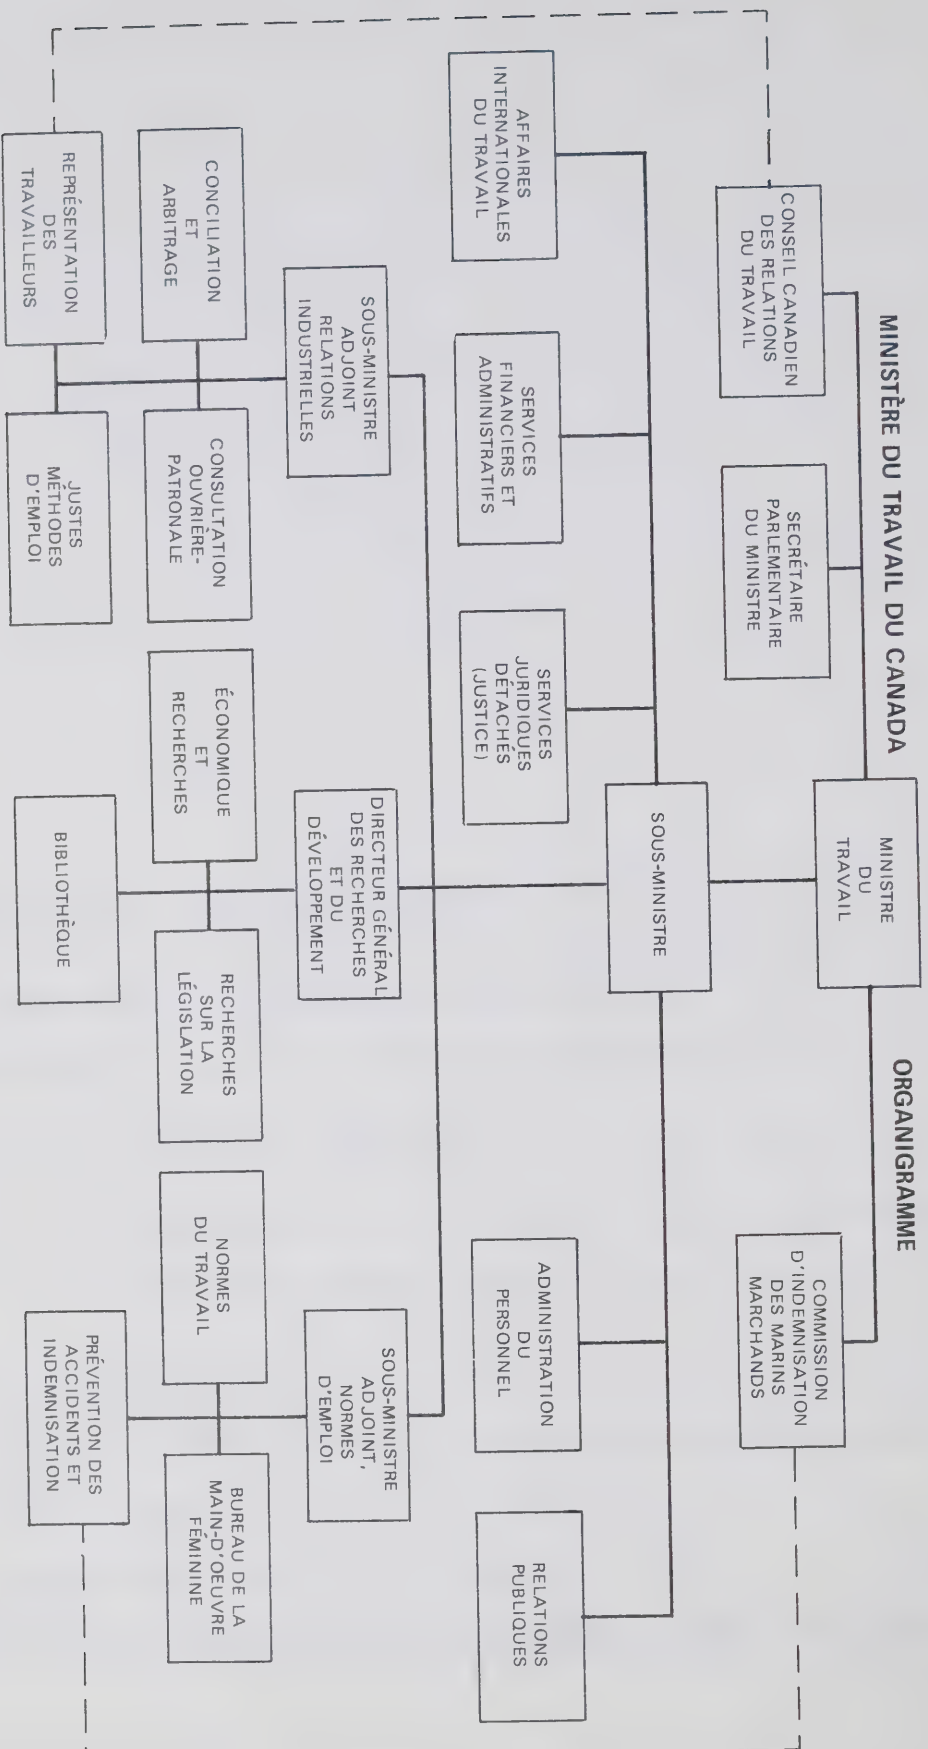 MINISTÈRE DU TRAVAIL DU CANADA
ORGANIGRAMME
MINISTRE
DU
TRAVAIL
CONSEIL CANADIEN
DES RELATIONS
DU TRAVAIL
SECRÉTAIRE
PARLEMENTAIRE
DU MINISTRE
COMMISSION
D'INDEMNISATION
DES MARINS
MARCHANDS
SOUS-MINISTRE
AFFAIRES
INTERNATIONALES
DU TRAVAIL
SERVICES
FINANCIERS ET
ADMINISTRATIFS
SERVICES
JURIDIQUES
DÉTACHÉS
(JUSTICE)
ADMINISTRATION
DU
PERSONNEL
RELATIONS
PUBLIQUES
SOUS-MINISTRE
ADJOINT
RELATIONS
INDUSTRIELLES
DIRECTEUR GÉNÉRAL
DES RECHERCHES
ET DU
DÉVELOPPEMENT
SOUS-MINISTRE
ADJOINT,
NORMES
D'EMPLOI
CONCILIATION
ET
ARBITRAGE
CONSULTATION
OUVRIÈRE-
PATRONALE
ÉCONOMIQUE
ET
RECHERCHES
RECHERCHES
SUR LA
LÉGISLATION
NORMES
DU TRAVAIL
BUREAU DE LA
MAIN-D'OEUVRE
FÉMININE
REPRÉSENTATION
DES
TRAVAILLEURS
JUSTES
MÉTHODES
D'EMPLOI
BIBLIOTHÈQUE
PRÉVENTION DES
ACCIDENTS ET
INDEMNISATION